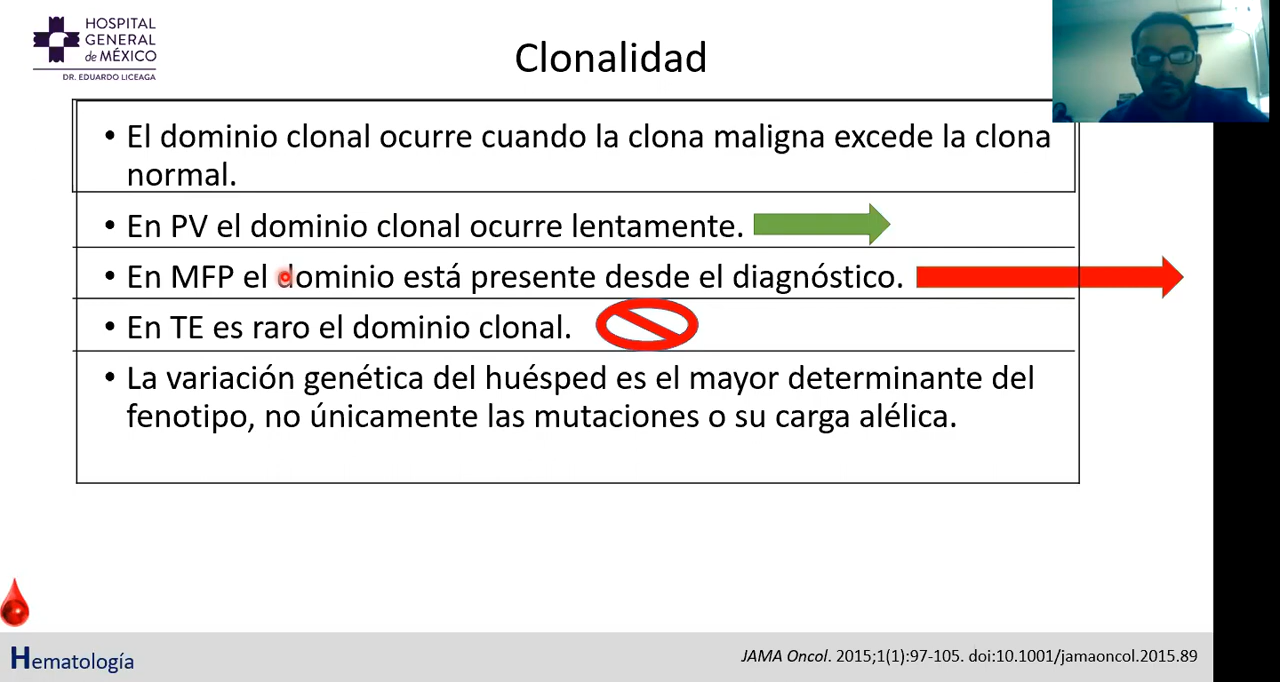 HOSPITAL
GENERAL
de MÉXICO
DR. EDUARDO LICEAGA
Clonalidad
• El dominio clonal ocurre cuando la clona maligna excede la clona
normal.
• En PV el dominio clonal ocurre lentamente.
• En MFP el dominio está presente desde el diagnóstico.
• En TE es raro el dominio clonal.
• La variación genética del huésped es el mayor determinante del
fenotipo, no únicamente las mutaciones o su carga alélica.
Hematología
JAMA Oncol. 2015;1(1):97-105. doi:10.1001/jamaoncol.2015.89